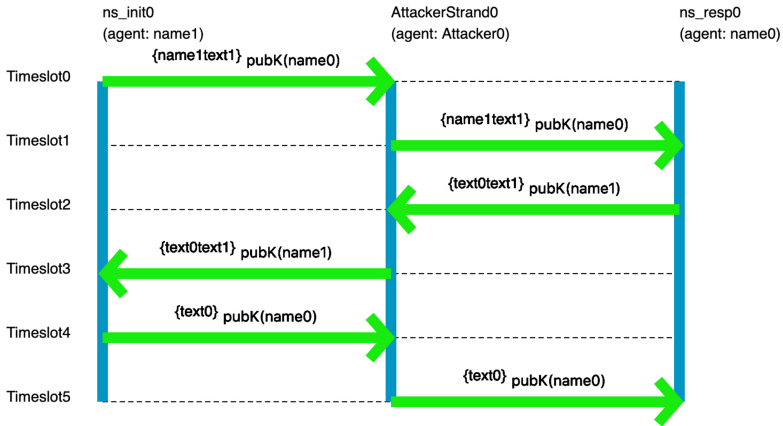 ns_init0
(agent: name1)
AttackerStrand0
(agent: Attacker0)
ns_resp0
(agent: name0)
Timeslot0
{name1text1} pubK(name0)
Timeslot1
{name1text1} pubK(name0)
Timeslot2
{text0text1} pubK(name1)
Timeslot3
{text0text1} pubK(name1)
Timeslot4
{text0} pubK(name0)
Timeslot5
{text0} pubK(name0)